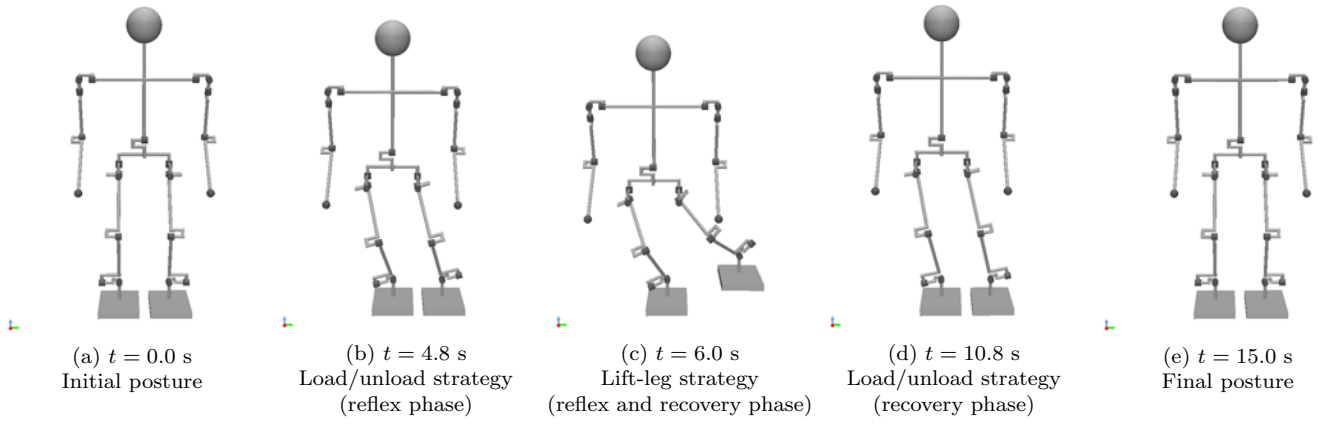 (a) t = 0.0 s
Initial posture
(b) t = 4.8 s
Load/unload strategy
(reflex phase)
(c) t = 6.0 s
Lift-leg strategy
(reflex and recovery phase)
(d) t = 10.8 s
Load/unload strategy
(recovery phase)
(e) t = 15.0 s
Final posture